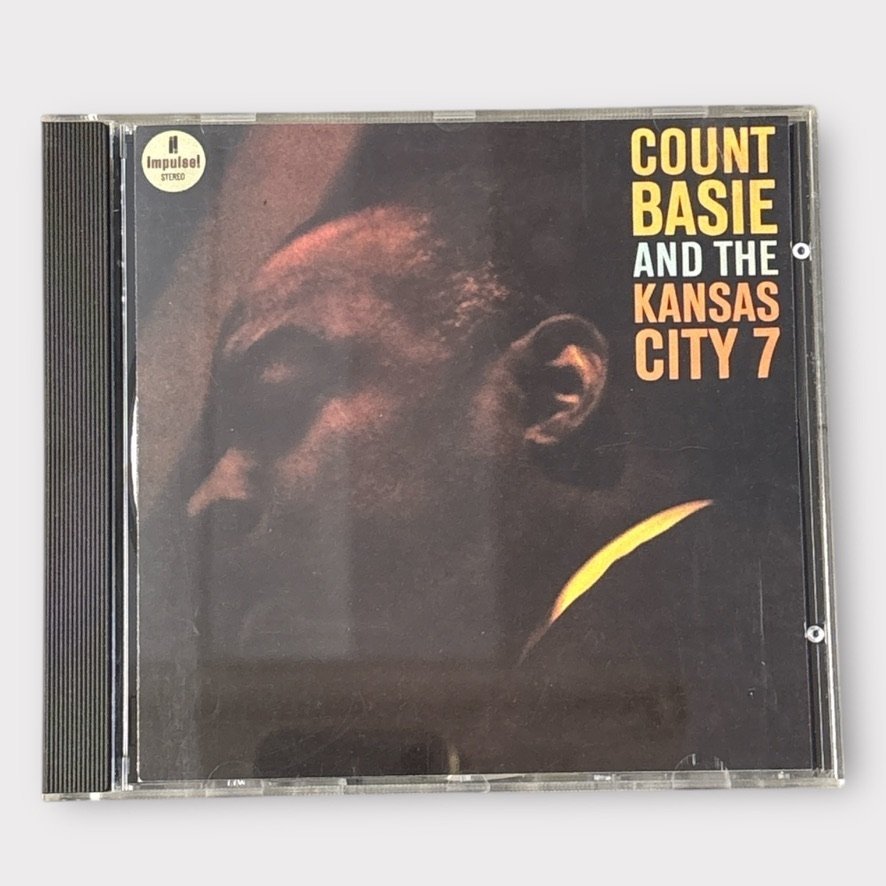 Impulse!
STEREO
COUNT
BASIE
AND THE
KANSAS
CITY 7